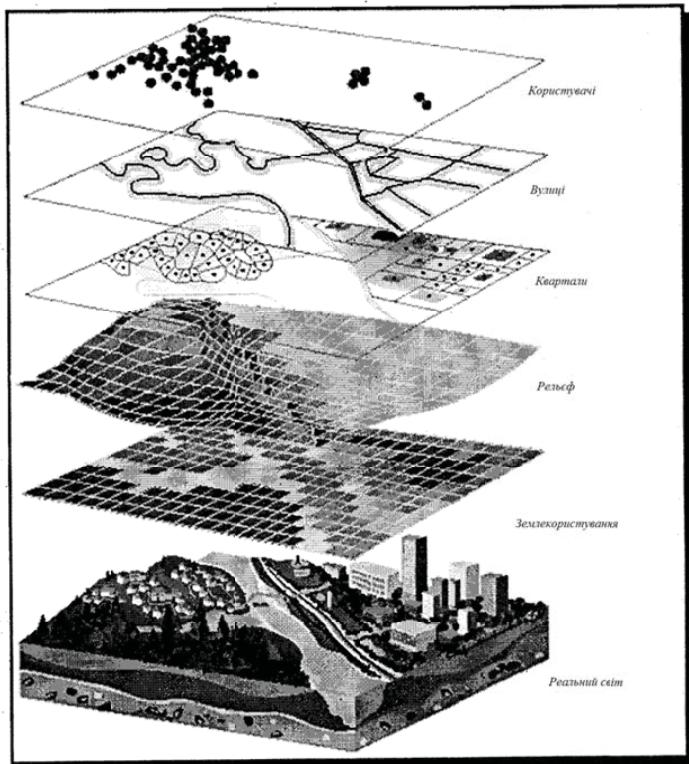 Користувачі
Вулиці
Квартали
Рельєф
Землекористування
Реальний світ